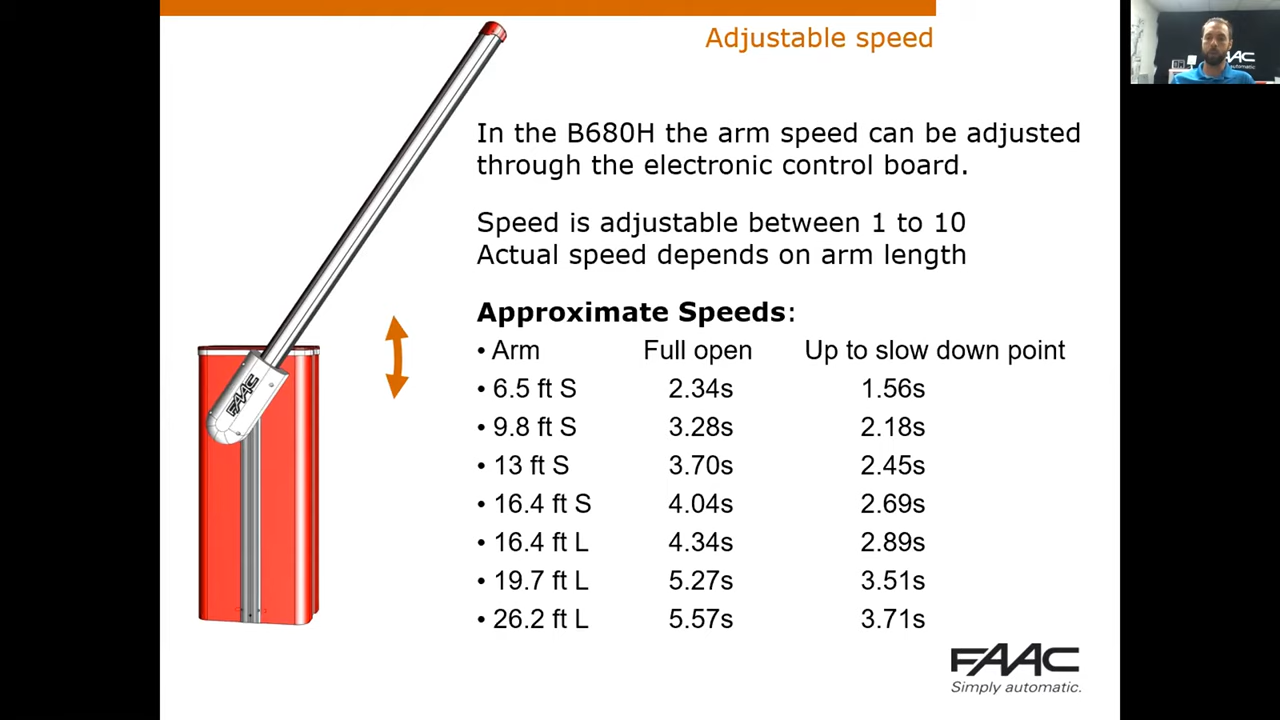 Adjustable speed
In the B680H the arm speed can be adjusted
through the electronic control board.
Speed is adjustable between 1 to 10
Actual speed depends on arm length
Approximate Speeds:
• Arm Full open Up to slow down point
• 6.5 ft S 2.34s 1.56s
• 9.8 ft S 3.28s 2.18s
• 13 ft S 3.70s 2.45s
• 16.4 ft S 4.04s 2.69s
• 16.4 ft L 4.34s 2.89s
• 19.7 ft L 5.27s 3.51s
• 26.2 ft L 5.57s 3.71s
FAAC
FAAC
Simply automatic.
FAAC
automatic.